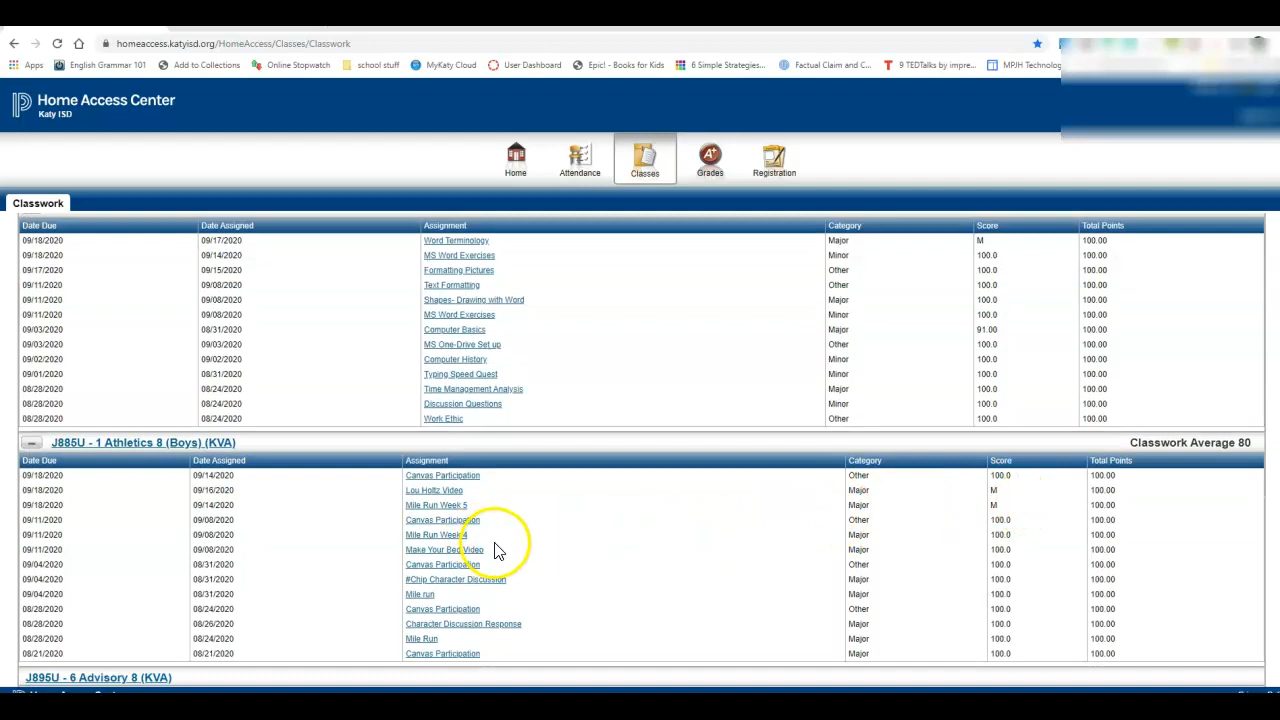 homeaccess.katyisd.org/HomeAccess/Classes/Classwork
Apps English Grammar 101 Add to Collections Online Stopwatch school stuff MyKaty Cloud User Dashboard Epic! - Books for Kids 6 Simple Strategies... Factual Claim and C... 9 TEDTalks by impre... MPJH Technolog
Home Access Center
Katy ISD
Home Attendance Classes Grades Registration
Classwork
Date Due Date Assigned Assignment Category Score Total Points
09/18/2020 09/17/2020 Word Terminology Major M 100.00
09/18/2020 09/14/2020 MS Word Exercises Minor 100.0 100.00
09/17/2020 09/15/2020 Formatting Pictures Other 100.0 100.00
09/11/2020 09/08/2020 Text Formatting Other 100.0 100.00
09/11/2020 09/08/2020 Shapes- Drawing with Word Major 100.0 100.00
09/11/2020 09/08/2020 MS Word Exercises Minor 100.0 100.00
09/03/2020 08/31/2020 Computer Basics Major 91.00 100.00
09/03/2020 09/03/2020 MS One-Drive Set up Other 100.0 100.00
09/02/2020 09/02/2020 Computer History Minor 100.0 100.00
09/01/2020 08/31/2020 Typing Speed Quest Minor 100.0 100.00
08/28/2020 08/24/2020 Time Management Analysis Major 100.0 100.00
08/28/2020 08/24/2020 Discussion Questions Minor 100.0 100.00
08/28/2020 08/24/2020 Work Ethic Other 100.0 100.00
J885U - 1 Athletics 8 (Boys) (KVA) Classwork Average 80
Date Due Date Assigned Assignment Category Score Total Points
09/18/2020 09/14/2020 Canvas Participation Other 100.0 100.00
09/18/2020 09/16/2020 Lou Holtz Video Major M 100.00
09/18/2020 09/14/2020 Mile Run Week 5 Major M 100.00
09/11/2020 09/08/2020 Canvas Participation Other 100.0 100.00
09/11/2020 09/08/2020 Mile Run Week 4 Major 100.0 100.00
09/11/2020 09/08/2020 Make Your Bed Video Major 100.0 100.00
09/04/2020 08/31/2020 Canvas Participation Other 100.0 100.00
09/04/2020 08/31/2020 #Chip Character Discussion Major 100.0 100.00
09/04/2020 08/31/2020 Mile run Major 100.0 100.00
08/28/2020 08/24/2020 Canvas Participation Other 100.0 100.00
08/28/2020 08/26/2020 Character Discussion Response Major 100.0 100.00
08/28/2020 08/24/2020 Mile Run Major 100.0 100.00
08/21/2020 08/21/2020 Canvas Participation Major 100.0 100.00
J895U - 6 Advisory 8 (KVA)